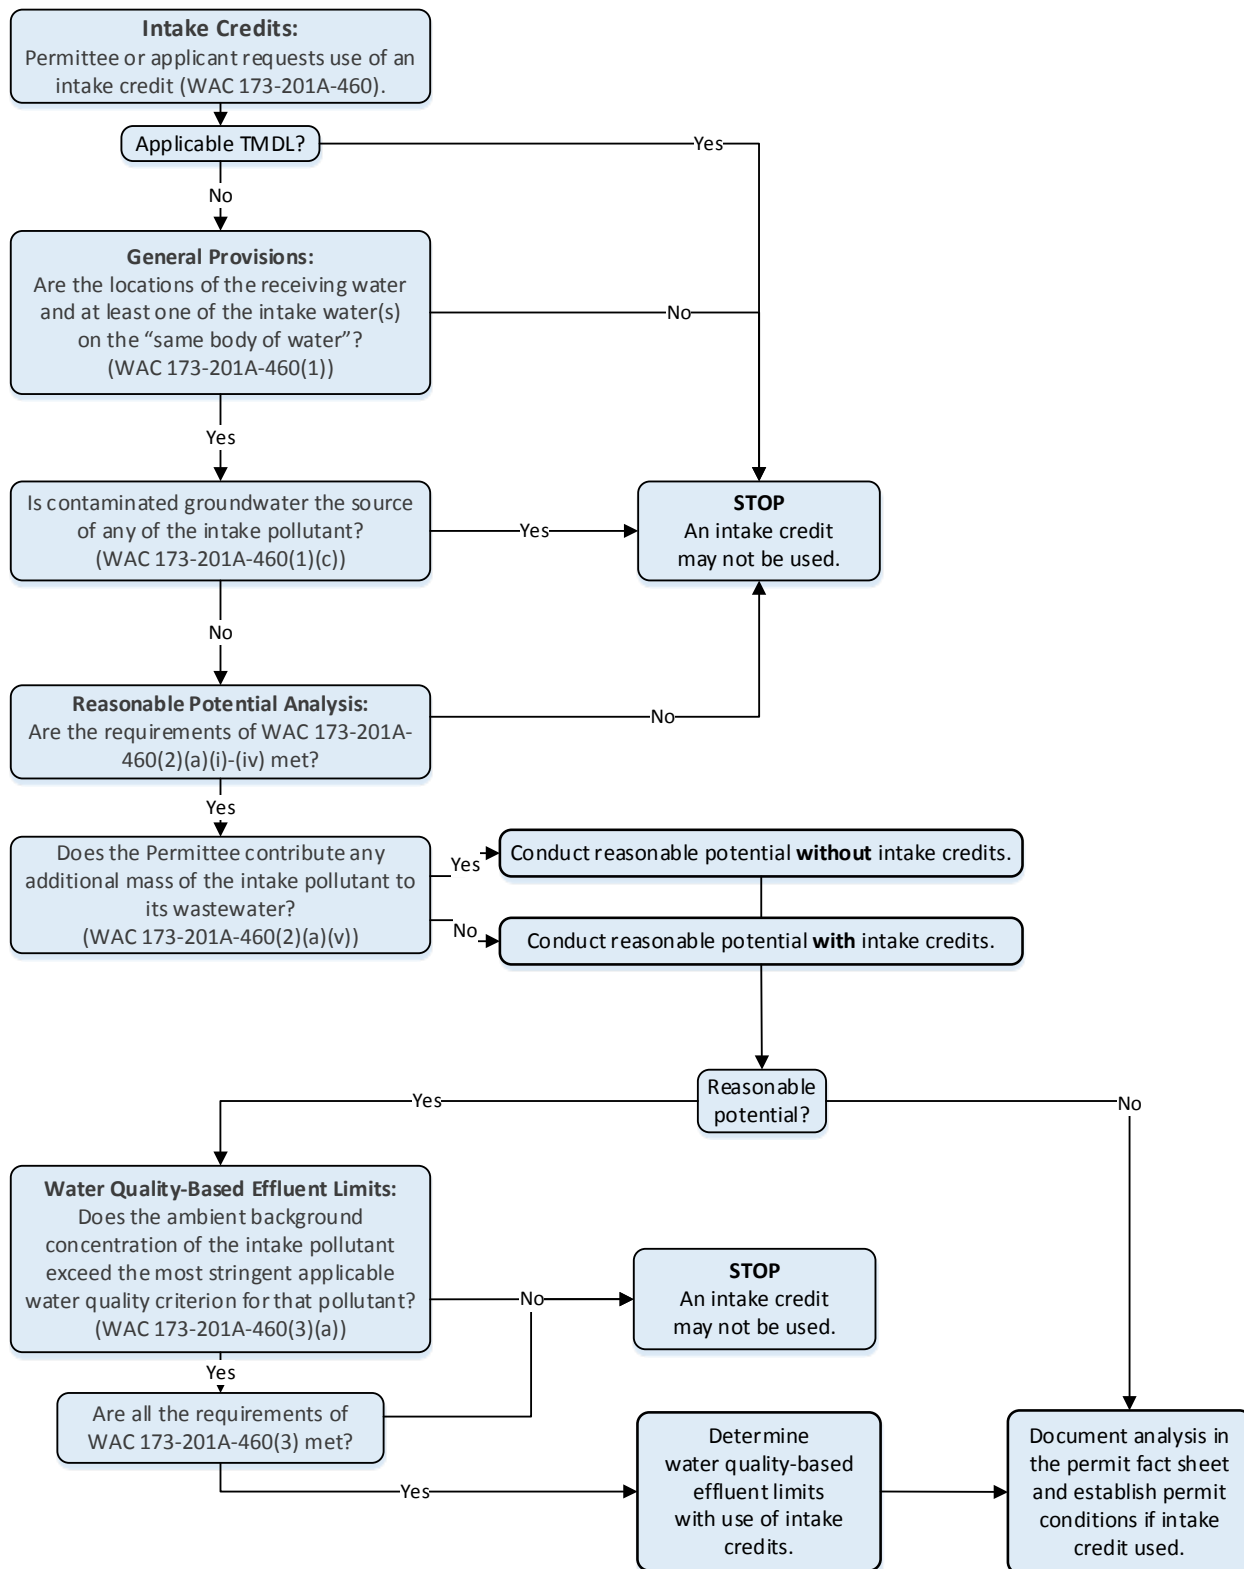 Intake Credits:
Permittee or applicant requests use of an
intake credit (WAC 173-201A-460).
Applicable TMDL?
Yes
No
General Provisions:
Are the locations of the receiving water
and at least one of the intake water(s)
on the “same body of water”?
(WAC 173-201A-460(1))
No
Yes
Is contaminated groundwater the source
of any of the intake pollutant?
(WAC 173-201A-460(1)(c))
Yes
STOP
An intake credit
may not be used.
No
Reasonable Potential Analysis:
Are the requirements of WAC 173-201A-
460(2)(a)(i)-(iv) met?
No
Yes
Does the Permittee contribute any
additional mass of the intake pollutant to
its wastewater?
(WAC 173-201A-460(2)(a)(v))
Yes
Conduct reasonable potential without intake credits.
No
Conduct reasonable potential with intake credits.
Reasonable
potential?
Yes
No
Water Quality-Based Effluent Limits:
Does the ambient background
concentration of the intake pollutant
exceed the most stringent applicable
water quality criterion for that pollutant?
(WAC 173-201A-460(3)(a))
No
STOP
An intake credit
may not be used.
Yes
Are all the requirements of
WAC 173-201A-460(3) met?
Yes
Determine
water quality-based
effluent limits
with use of intake
credits.
Document analysis in
the permit fact sheet
and establish permit
conditions if intake
credit used.